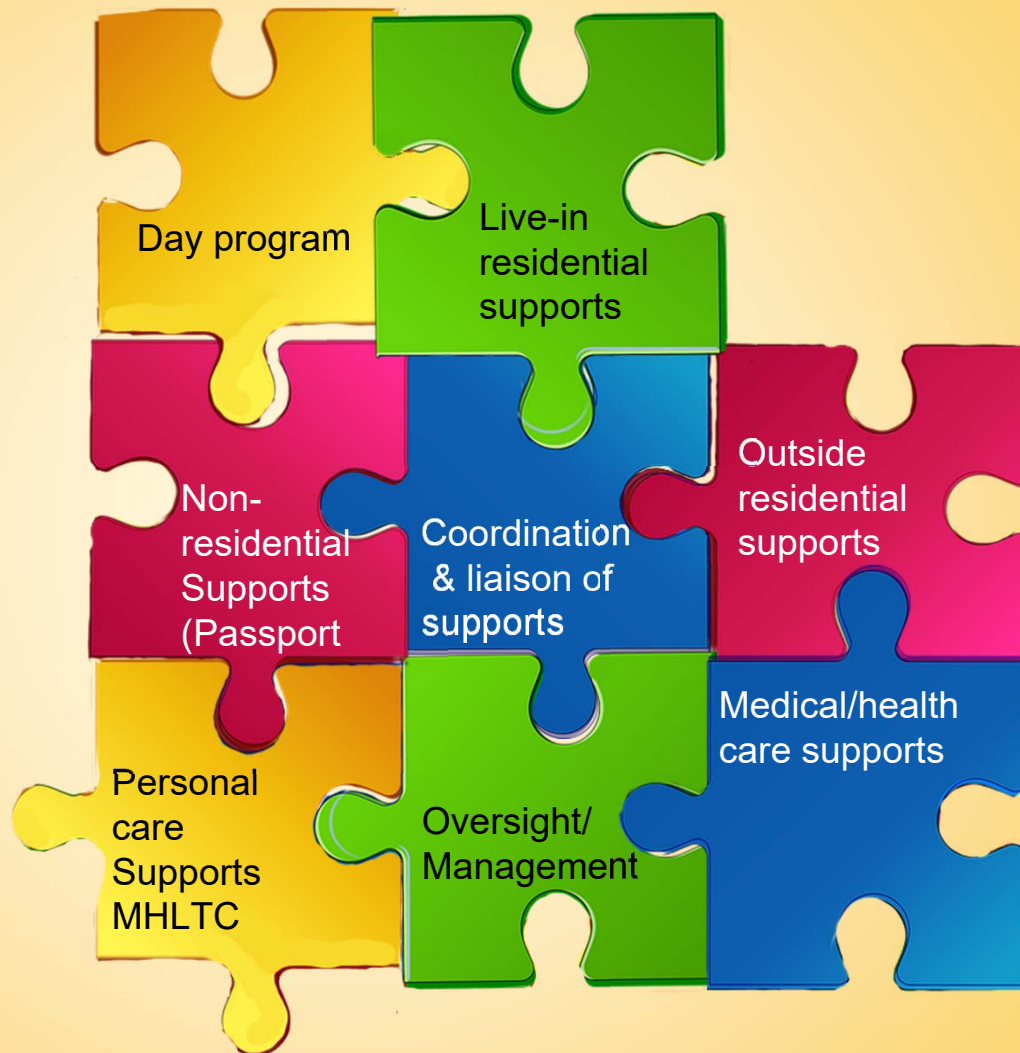 Day program
Live-in
residential
supports
Non-
residential
Supports
(Passport
Coordination
& liaison of
supports
Outside
residential
supports
Personal
care
Supports
MHLTC
Oversight/
Management
Medical/health
care supports